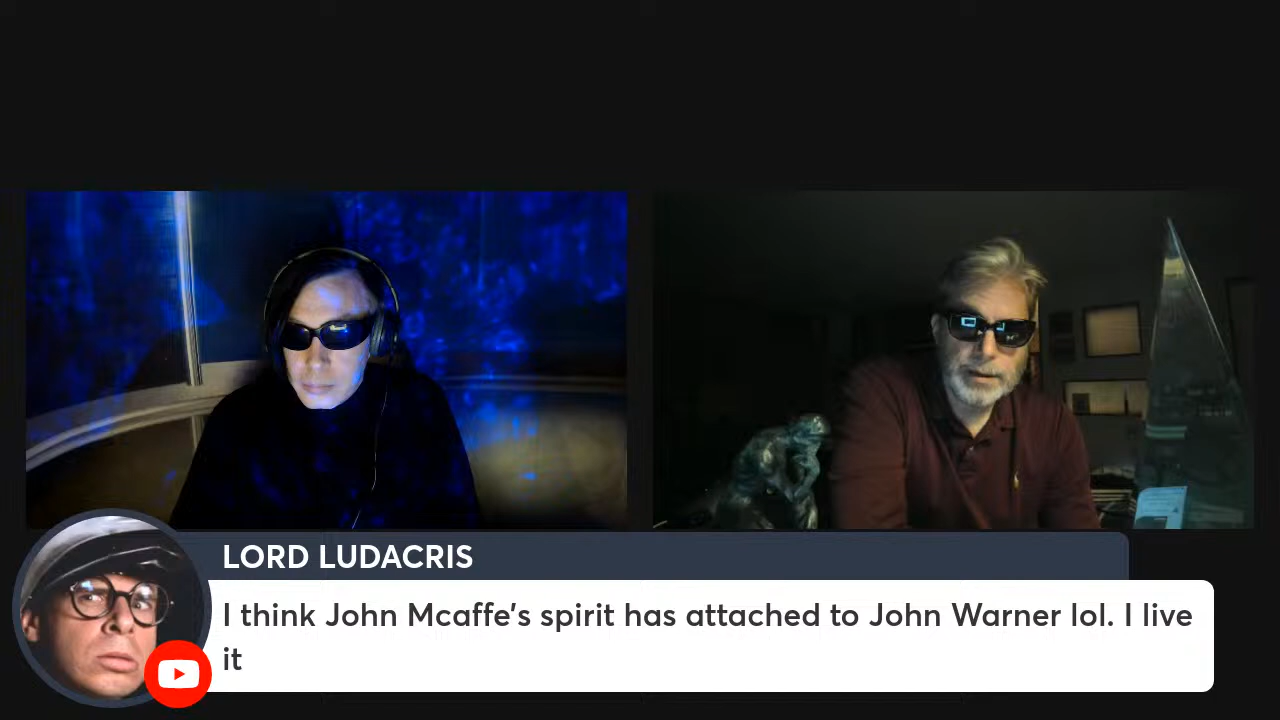 LORD LUDACRIS
I think John Mcaffe's spirit has attached to John Warner lol. I live
it